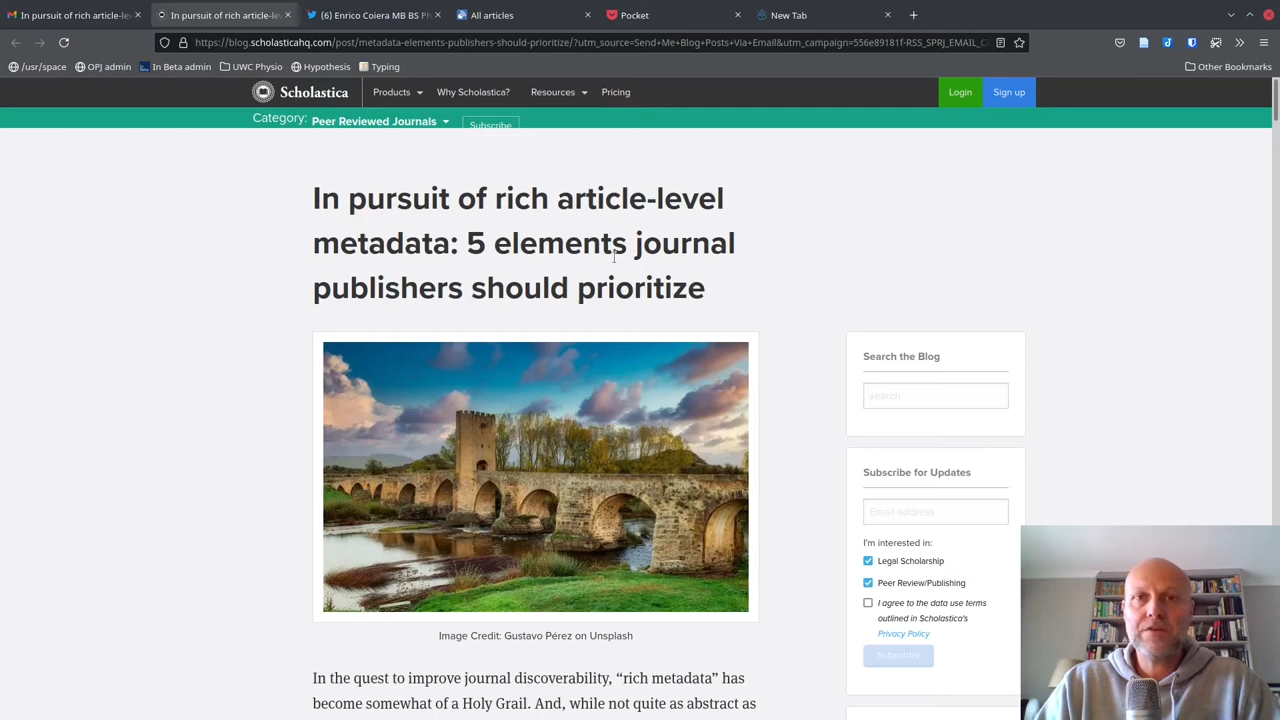 In pursuit of rich article-lev
In pursuit of rich article-leve
(6) Enrico Coiera MB BS Ph
All articles
Pocket
New Tab
https://blog.scholasticahq.com/post/metadata-elements-publishers-should-prioritize/?utm_source=Send+Me+Blog+Posts+Via+Email&utm_campaign=556e89181f-RSS_SPRJ_EMAIL_C
/usr/space
OPJ admin
In Beta admin
UWC Physio
Hypothesis
Typing
Other Bookmarks
Scholastica
Products
Why Scholastica?
Resources
Pricing
Login
Sign up
Category: Peer Reviewed Journals
Subscribe
In pursuit of rich article-level
metadata: 5 elements journal
publishers should prioritize
Image Credit: Gustavo Pérez on Unsplash
In the quest to improve journal discoverability, “rich metadata” has
become somewhat of a Holy Grail. And, while not quite as abstract as
Search the Blog
search
Subscribe for Updates
Email address
I'm interested in:
Legal Scholarship
Peer Review/Publishing
I agree to the data use terms
outlined in Scholastica's
Privacy Policy
Subscribe